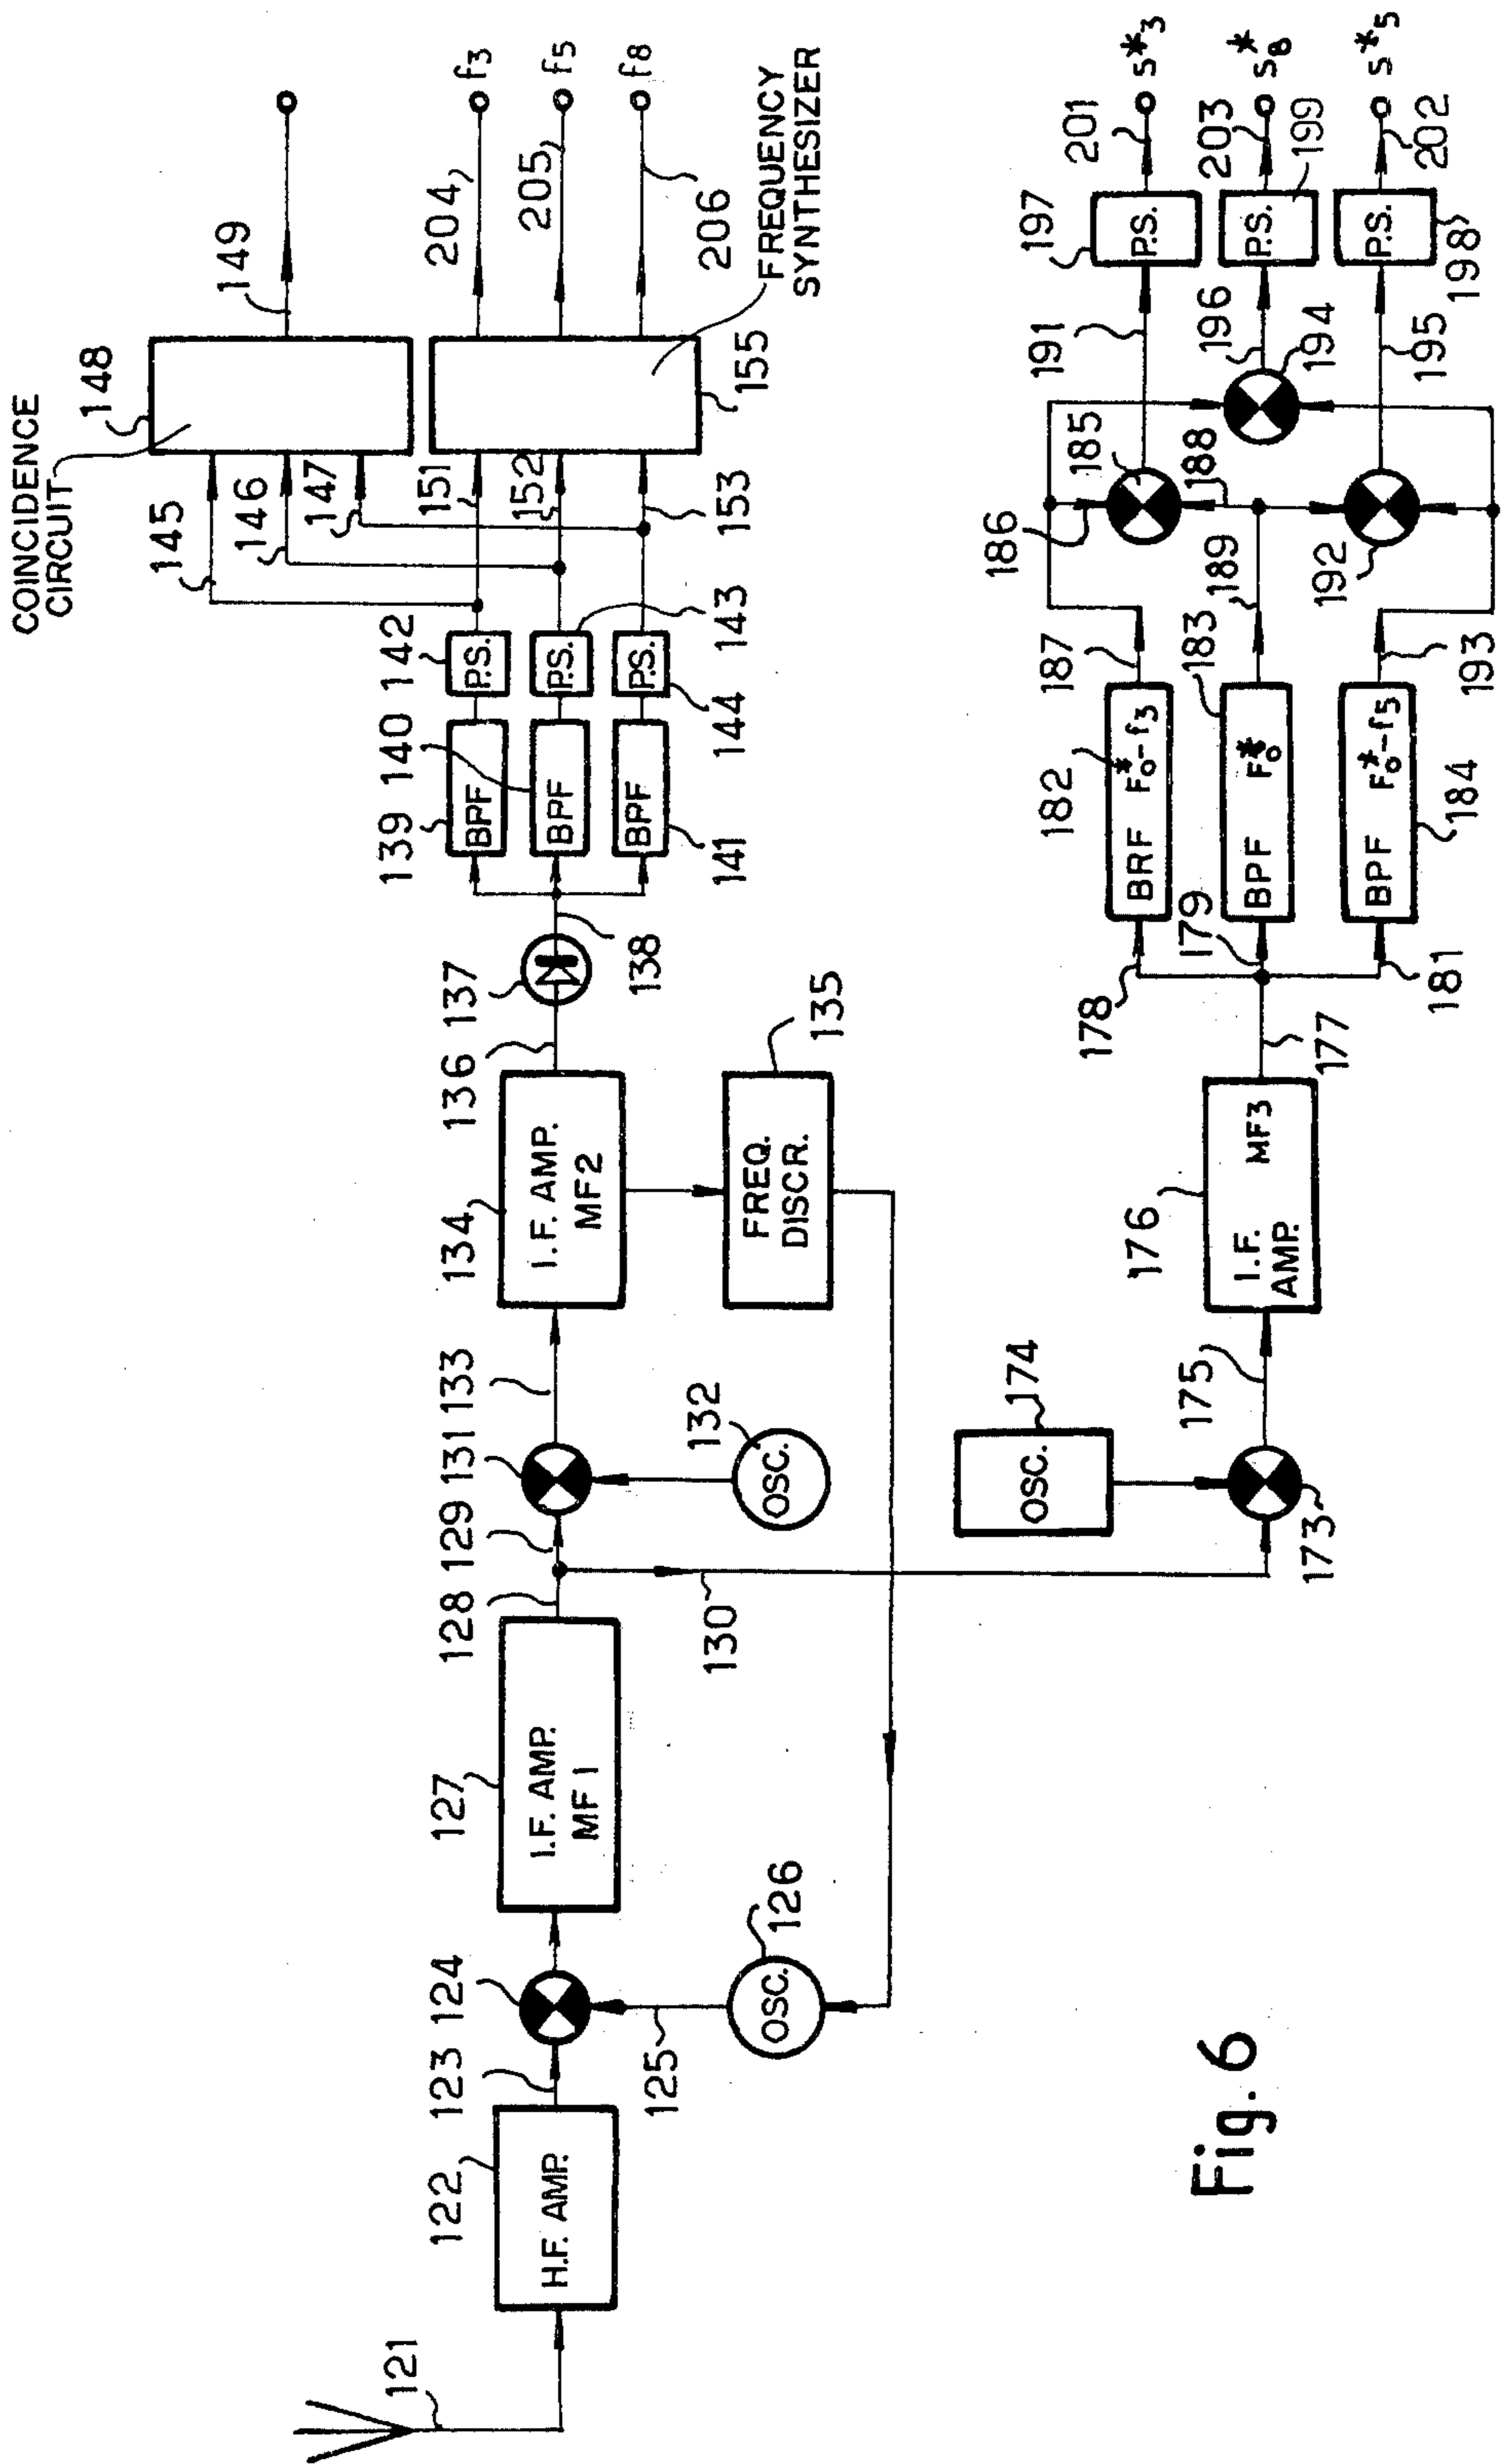 COINCIDENCE
CIRCUIT
148
149
145
146
147
204
f3
205
f5
206
f8
FREQUENCY
SYNTHESIZER
155
151
152
153
142
P.S.
143
P.S.
144
P.S.
139
BPF
140
BPF
141
BPF
138
137
136
134
I.F. AMP.
MF2
135
FREQ.
DISCR.
133
131
132
OSC.
129
128
130
127
I.F. AMP.
MF1
124
125
126
OSC.
123
122
H.F. AMP.
121
174
OSC.
173
175
176
I.F.
AMP.
MF3
177
178
179
181
182
BRF F*o-f3
183
BPF F*o
184
BPF F*o-f5
187
189
193
186
185
188
192
194
191
196
195
197
P.S.
199
P.S.
198
P.S.
201
S*3
203
S*8
202
S*5
Fig. 6